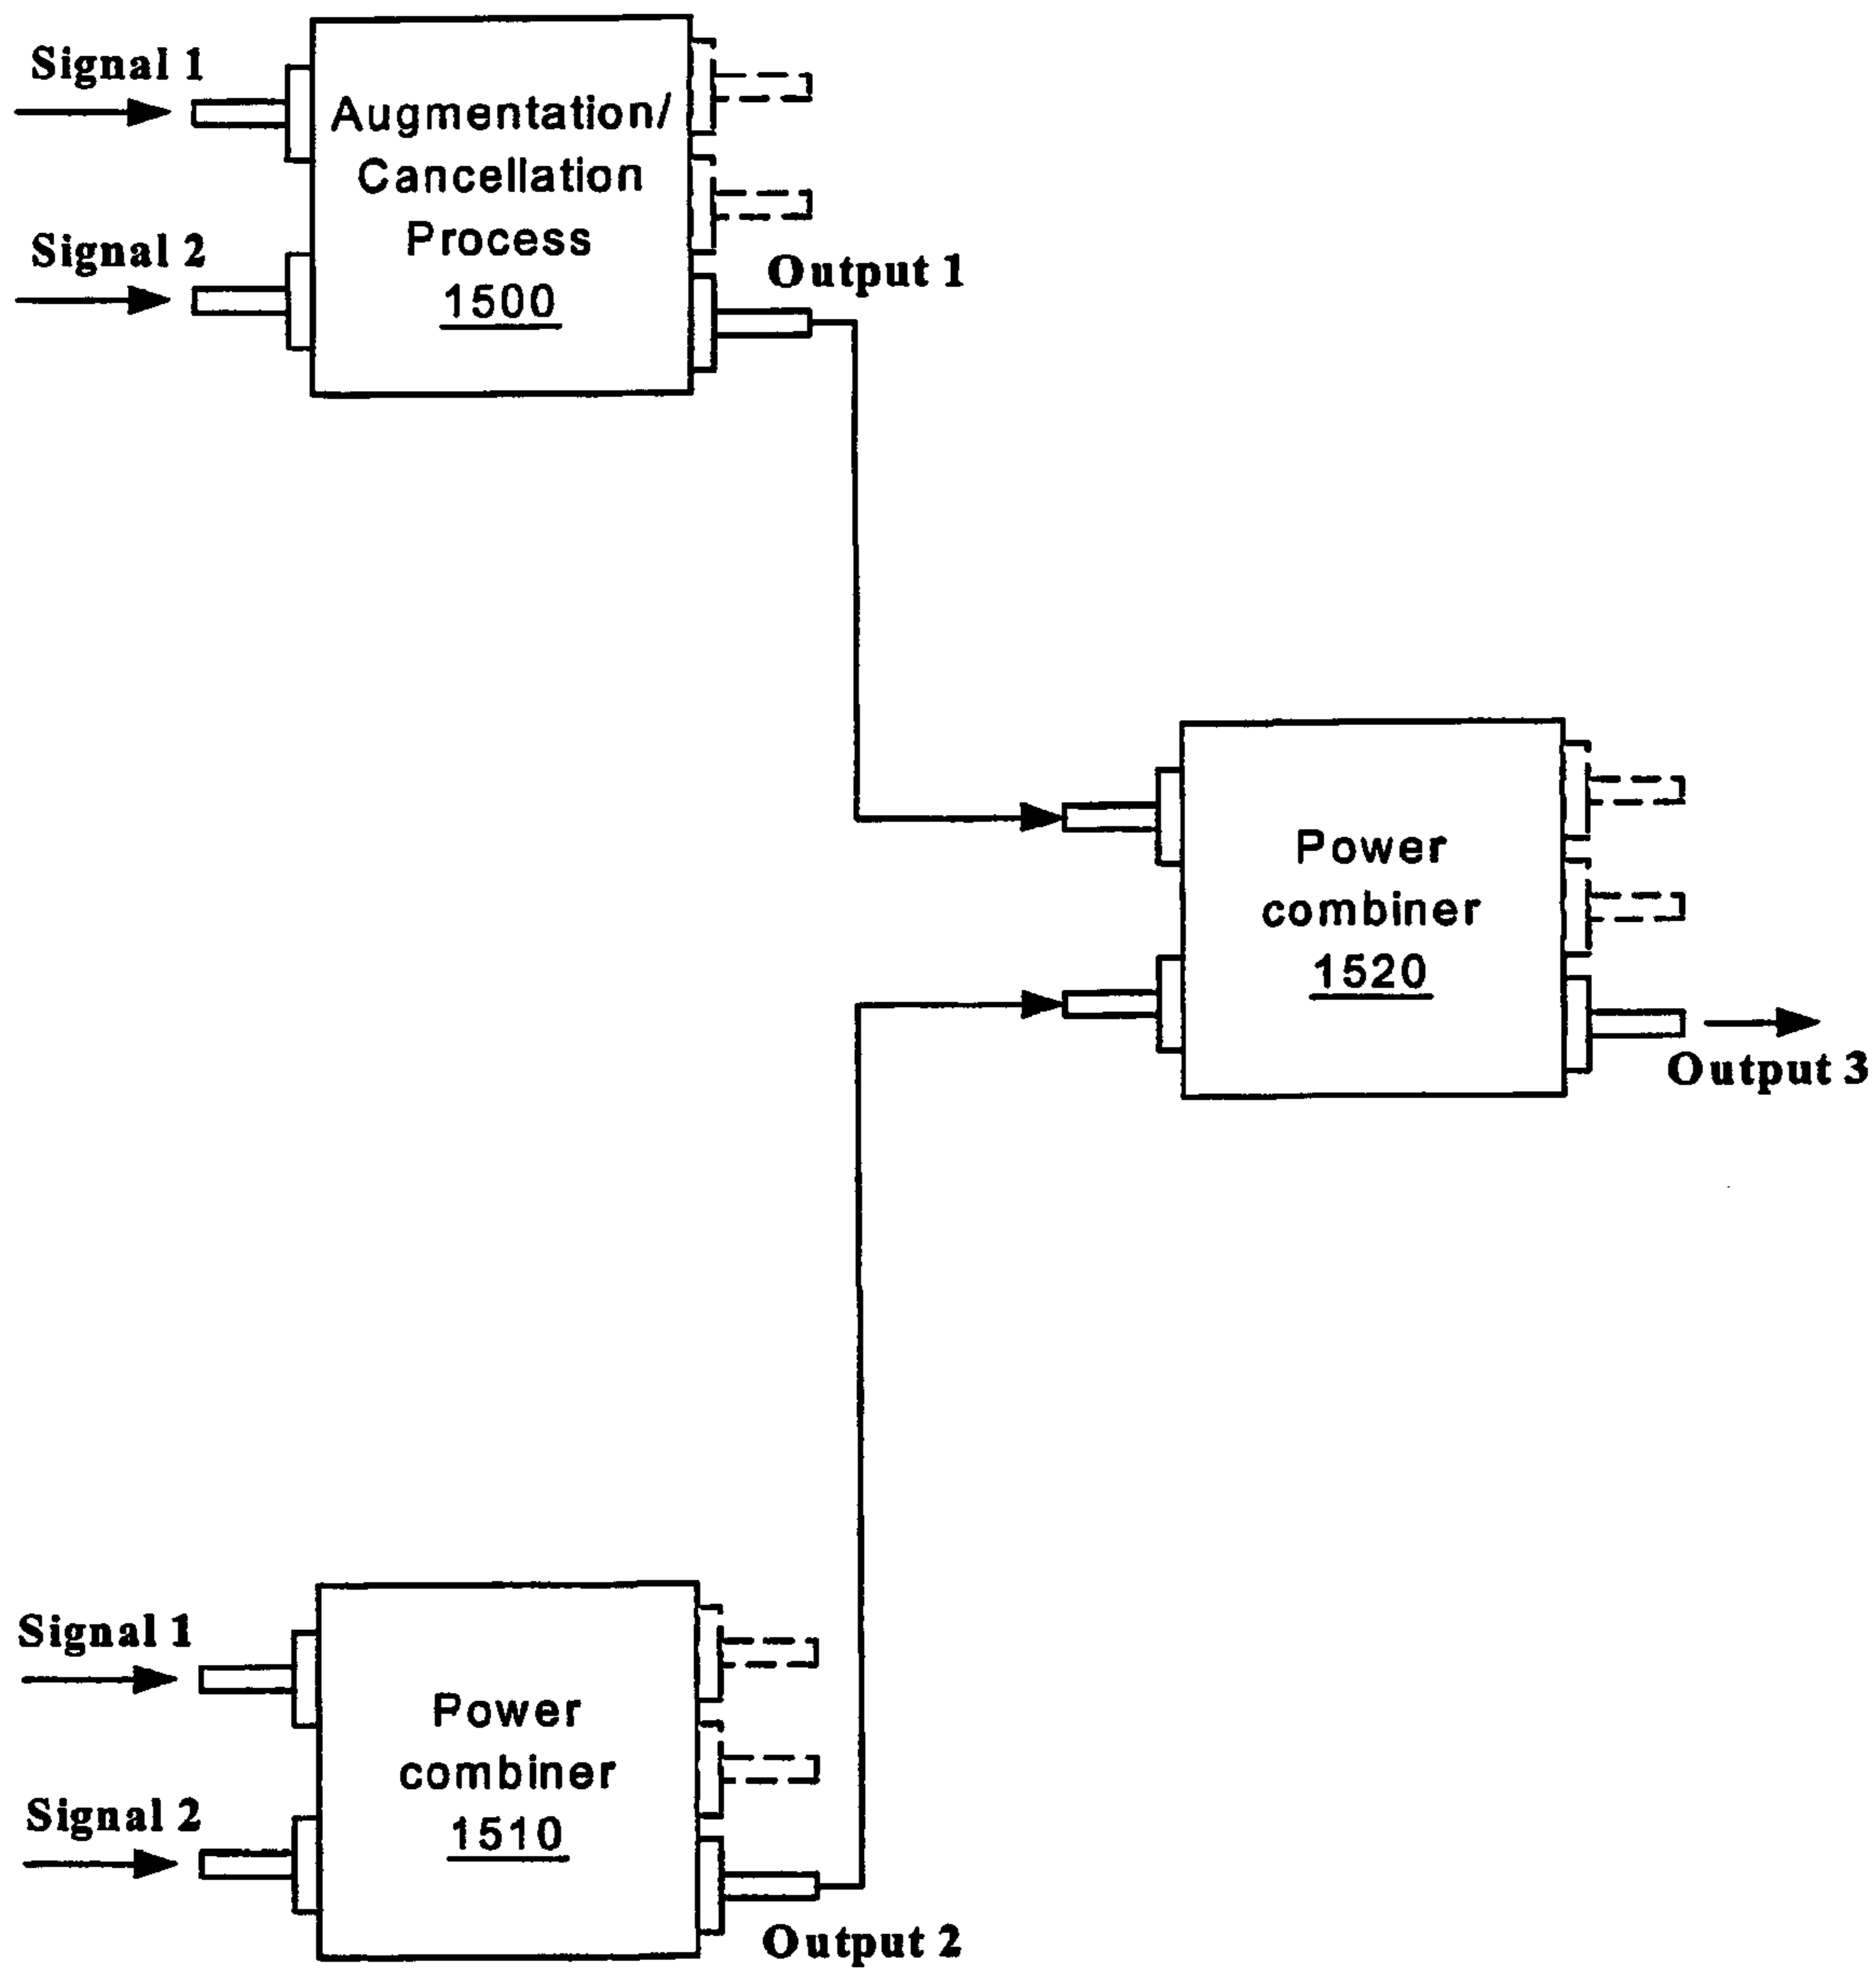 Signal 1
Augmentation/
Cancellation
Process
1500
Signal 2
Output 1
Power
combiner
1520
Output 3
Signal 1
Signal 2
Power
combiner
1510
Output 2